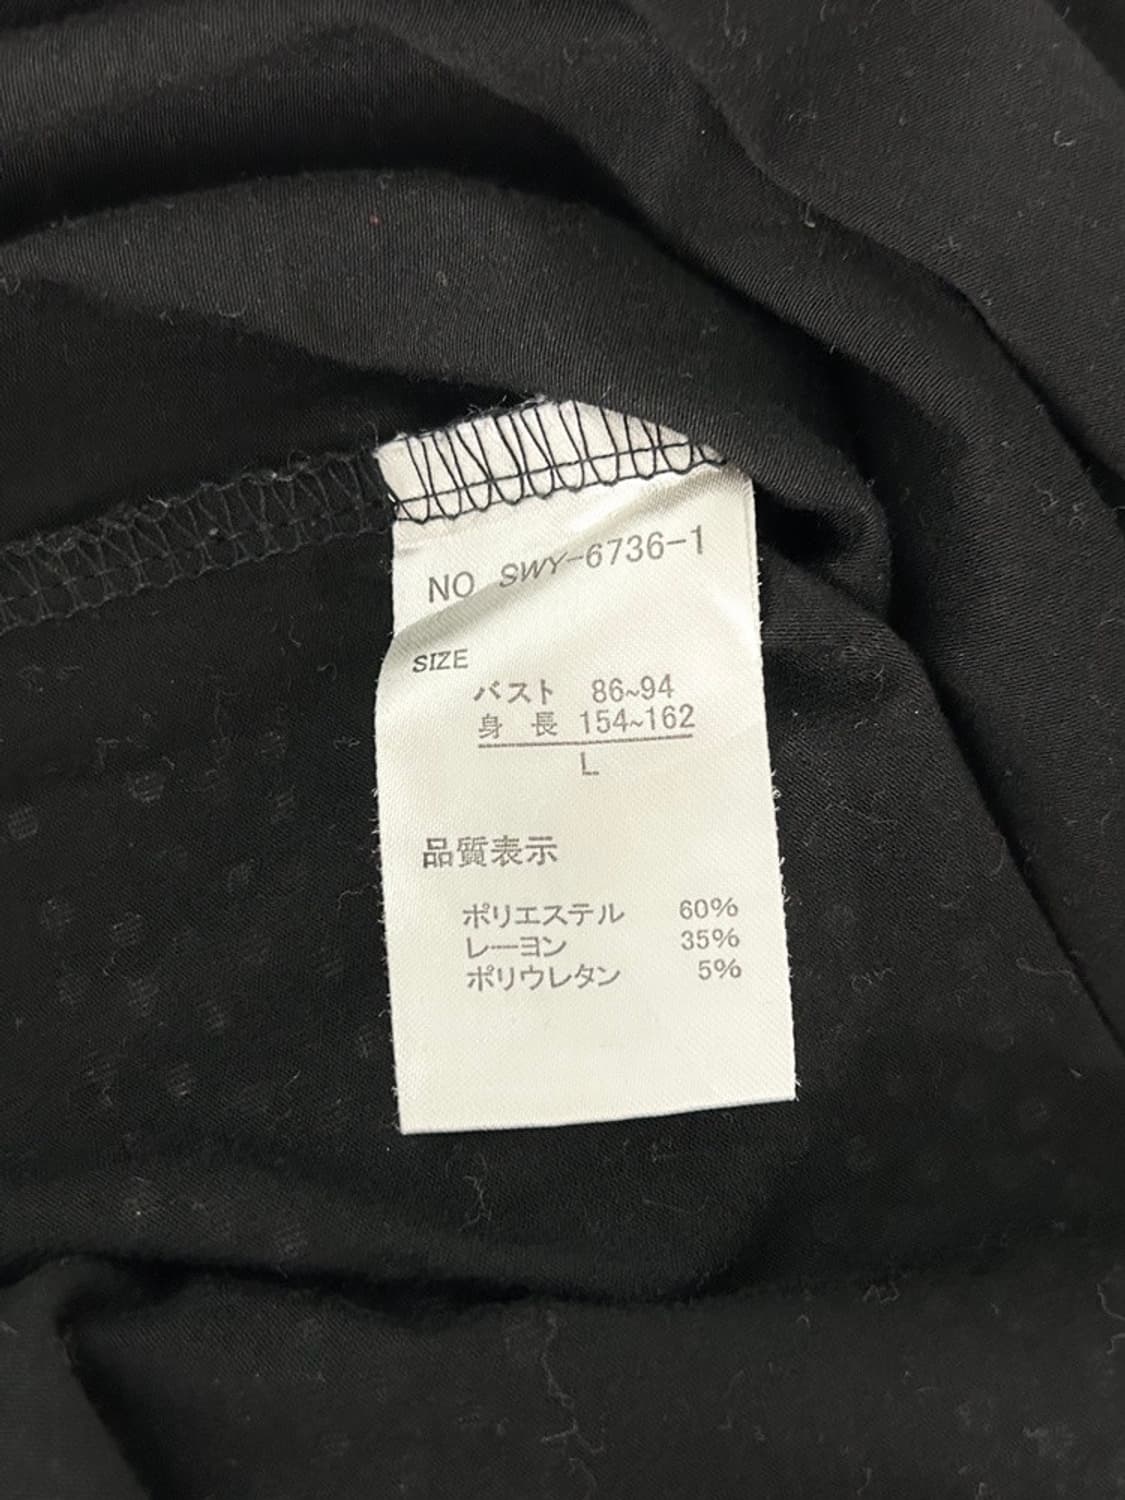 NO SWY-6736-1
SIZE
バスト 86~94
身 長 154~162
L
品質表示
ポリエステル 60%
レーヨン 35%
ポリウレタン 5%